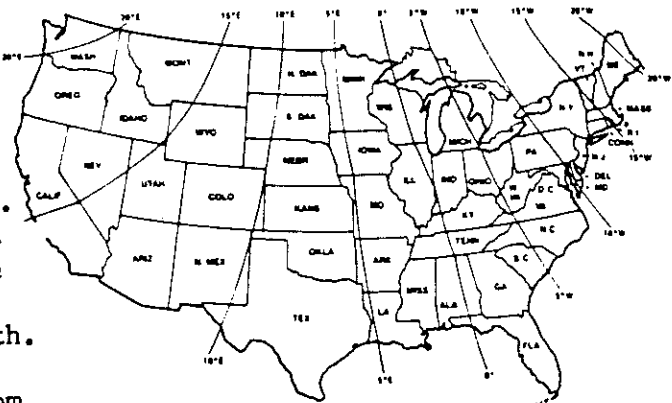 20°E 15°E 10°E 5°E 0° 5°W 10°W 15°W 20°W
20°E
WASH MONT N. DAK MINN N H VT ME
20°W
OREG IDAHO S. DAK WIS N Y MASS
R I
WYO MICH CONN
15°W
NEV NEBR IOWA PA N J
UTAH COLO ILL IND OHIO W VA D C DEL
CALIF MD
KANS MO KY VA
10°W
TENN N C
ARIZ N. MEX OKLA ARK S C
MISS ALA GA 5°W
TEX LA
th.
10°E FLA
5°E 0°
om